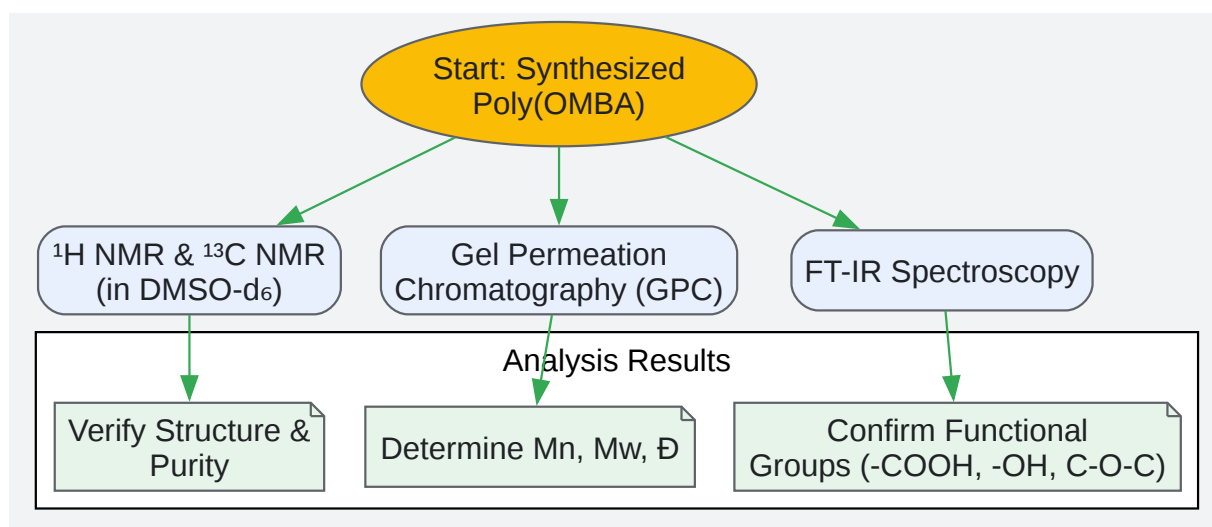 Start: Synthesized
Poly(OMBA)
¹H NMR & ¹³C NMR
(in DMSO-d₆)
Gel Permeation
Chromatography (GPC)
FT-IR Spectroscopy
Analysis Results
Verify Structure &
Purity
Determine Mn, Mw, Đ
Confirm Functional
Groups (-COOH, -OH, C-O-C)